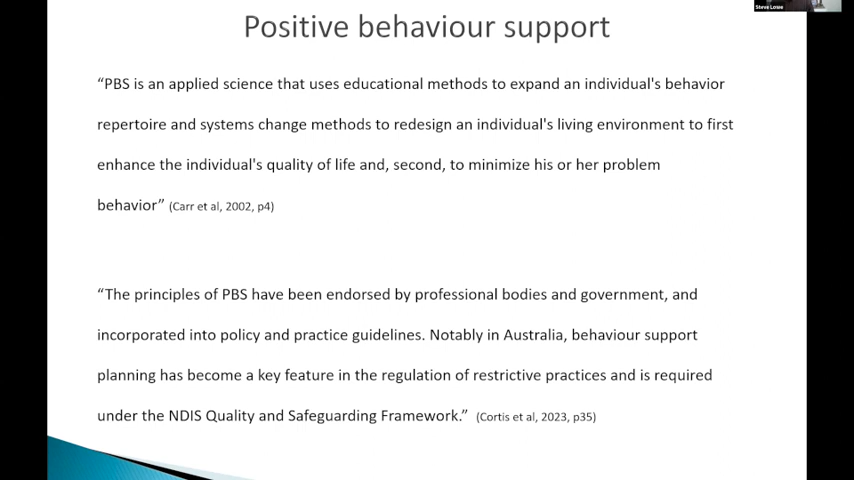 Steve Lowe
Positive behaviour support
“PBS is an applied science that uses educational methods to expand an individual's behavior
repertoire and systems change methods to redesign an individual's living environment to first
enhance the individual's quality of life and, second, to minimize his or her problem
behavior” (Carr et al, 2002, p4)
“The principles of PBS have been endorsed by professional bodies and government, and
incorporated into policy and practice guidelines. Notably in Australia, behaviour support
planning has become a key feature in the regulation of restrictive practices and is required
under the NDIS Quality and Safeguarding Framework.” (Cortis et al, 2023, p35)